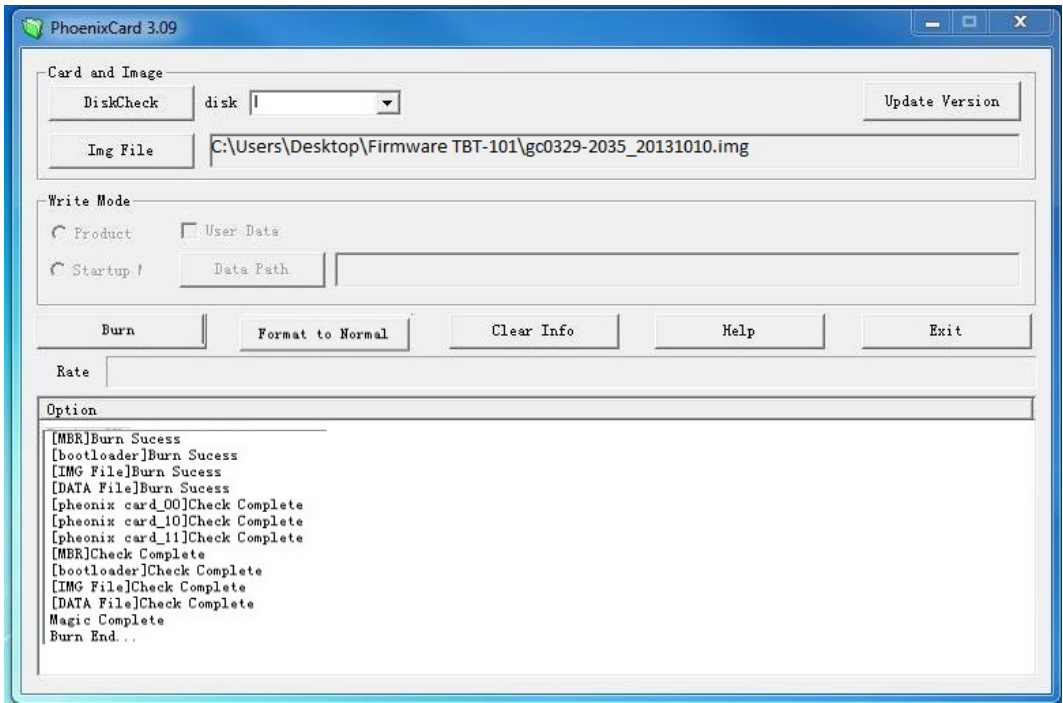 PhoenixCard 3.09
Card and Image
DiskCheck disk I Update Version
Img File C:\Users\Desktop\Firmware TBT-101\gc0329-2035_20131010.img
Write Mode
Product User Data
Startup Data Path
Burn Format to Normal Clear Info Help Exit
Rate
Option
[MBR]Burn Sucess
[bootloader]Burn Sucess
[IMG File]Burn Sucess
[DATA File]Burn Sucess
[pheonix card_00]Check Complete
[pheonix card_10]Check Complete
[pheonix card_11]Check Complete
[MBR]Check Complete
[bootloader]Check Complete
[IMG File]Check Complete
[DATA File]Check Complete
Magic Complete
Burn End...